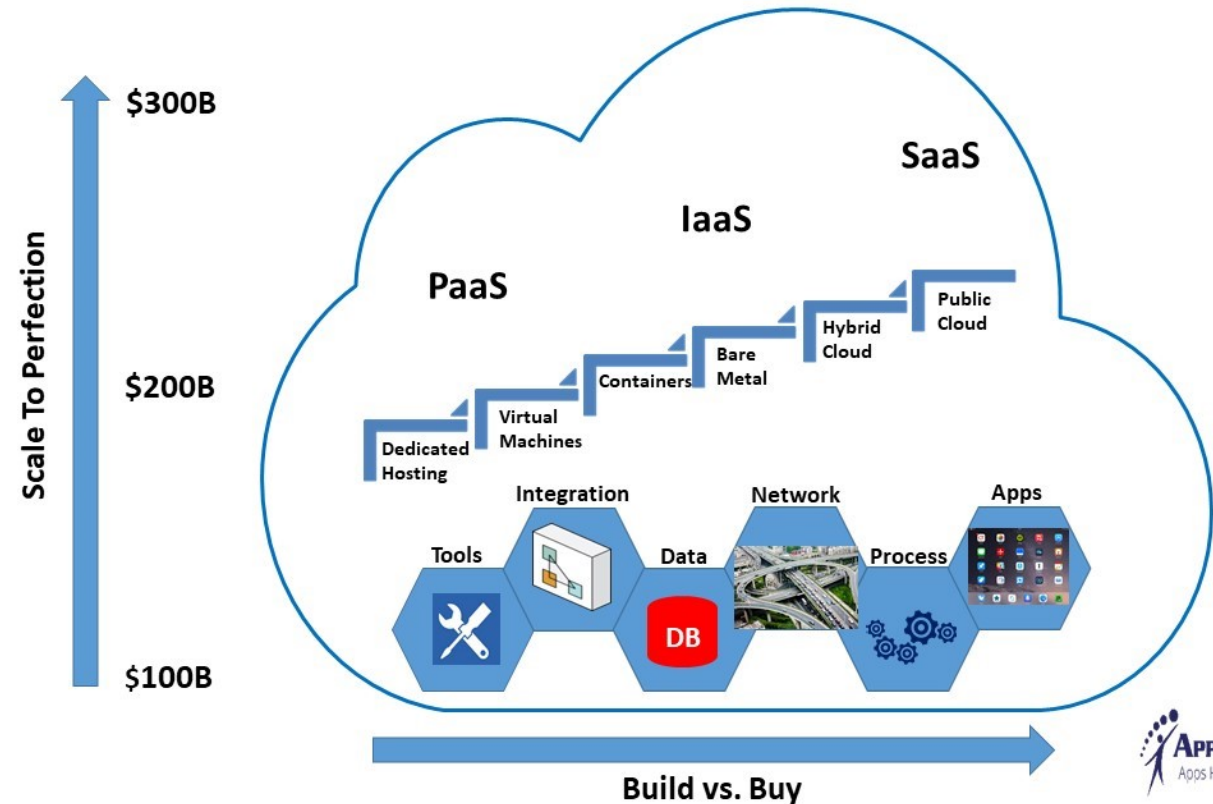 $300B
SaaS
IaaS
PaaS
Public
Cloud
Hybrid
Cloud
Bare
Metal
Containers
Virtual
Machines
Dedicated
Hosting
$200B
Scale To Perfection
Integration
Network
Apps
Tools
Data
Process
DB
$100B
Build vs. Buy